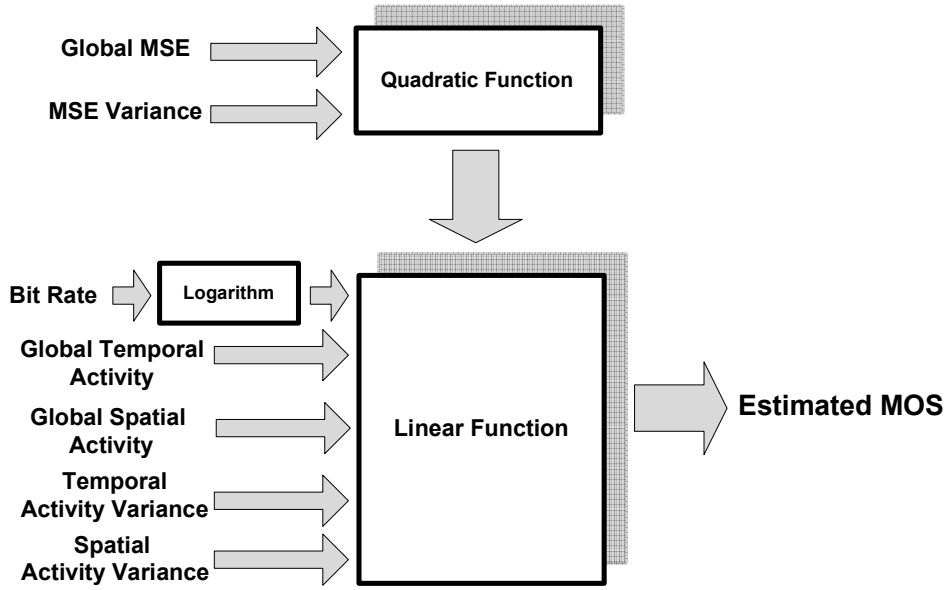 Global MSE
Quadratic Function
MSE Variance
Bit Rate
Logarithm
Global Temporal
Activity
Global Spatial
Activity
Linear Function
Estimated MOS
Temporal
Activity Variance
Spatial
Activity Variance